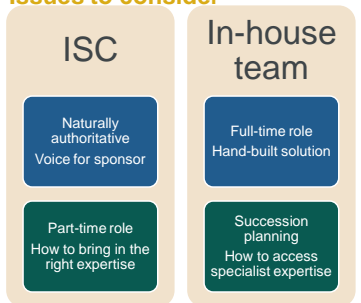 Issues to consider
ISC
Naturally
authoritative
Voice for sponsor
Part-time role
How to bring in the
right expertise
In-house
team
Full-time role
Hand-built solution
Succession
planning
How to access
specialist expertise